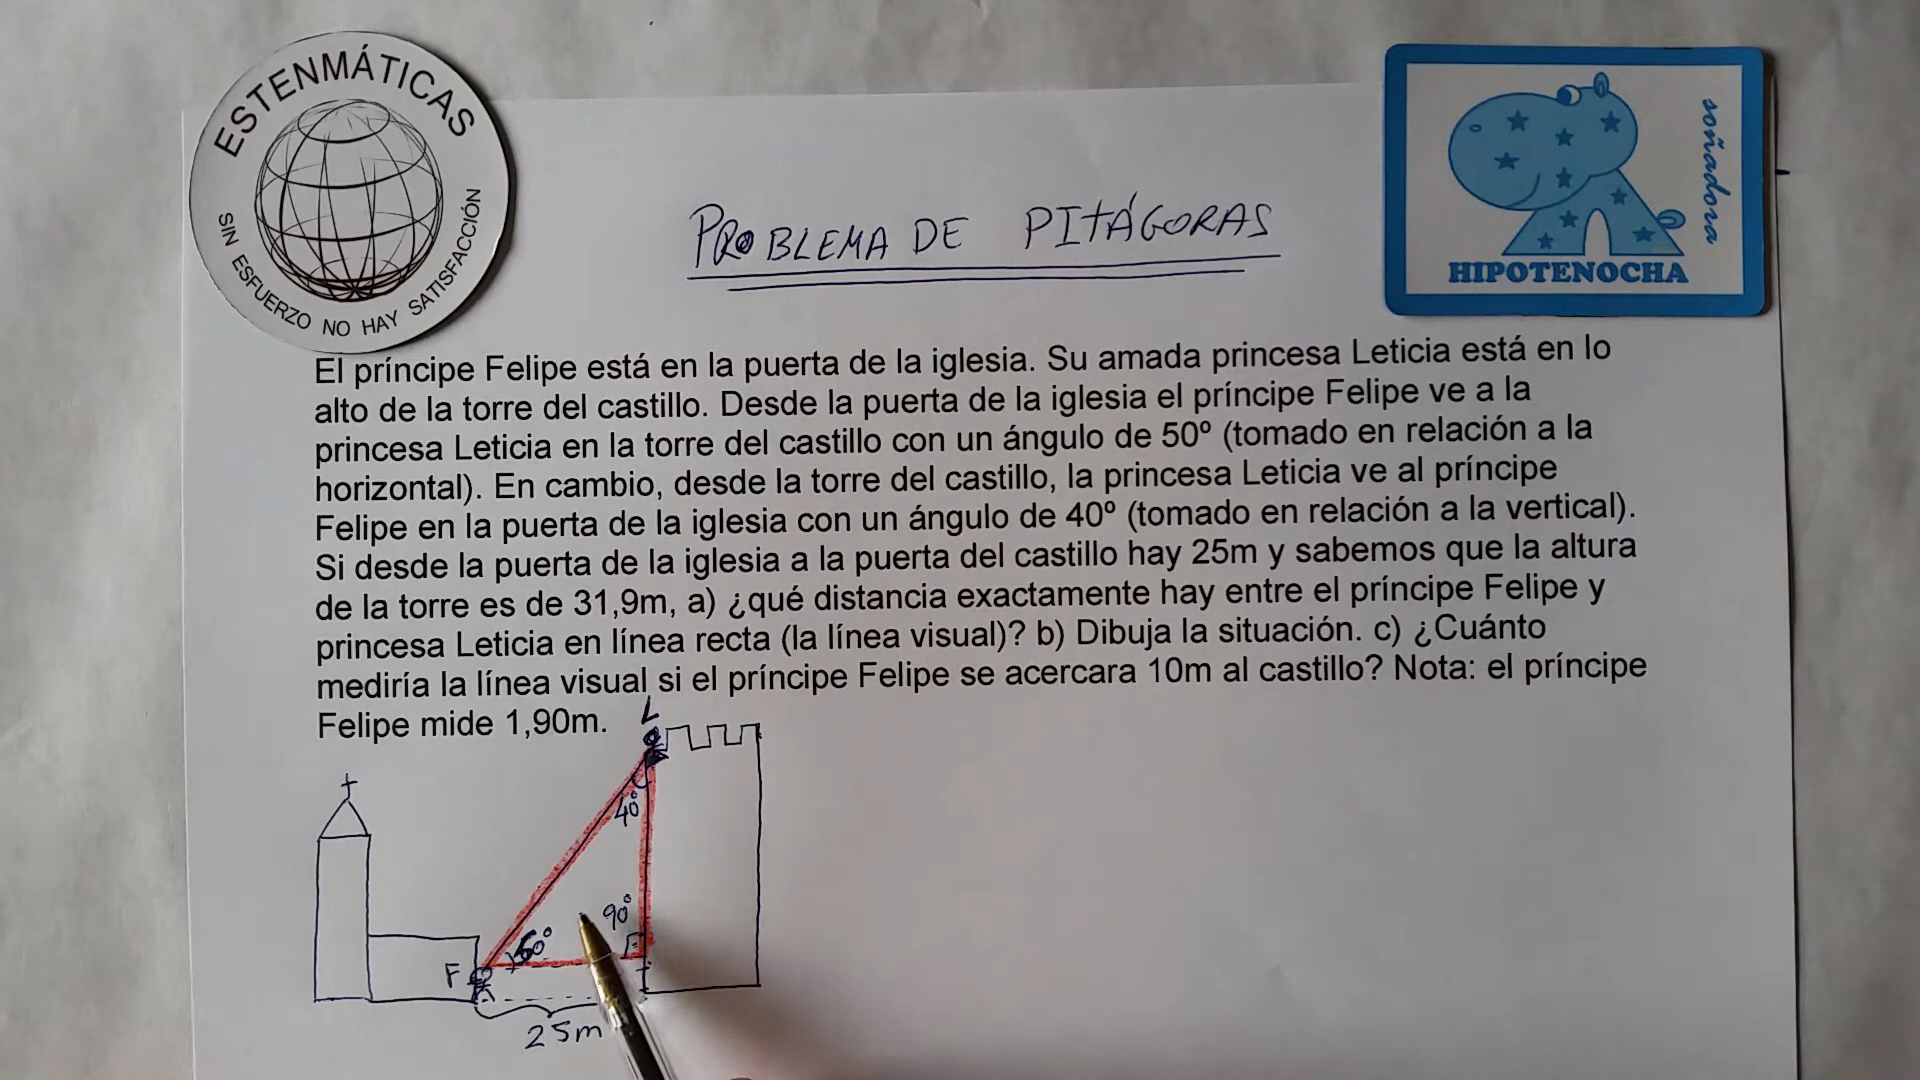 ESTENMÁTICAS
SIN ESFUERZO NO HAY SATISFACCIÓN
soñadora
HIPOTENOCHA
PROBLEMA DE PITÁGORAS
El príncipe Felipe está en la puerta de la iglesia. Su amada princesa Leticia está en lo
alto de la torre del castillo. Desde la puerta de la iglesia el príncipe Felipe ve a la
princesa Leticia en la torre del castillo con un ángulo de 50º (tomado en relación a la
horizontal). En cambio, desde la torre del castillo, la princesa Leticia ve al príncipe
Felipe en la puerta de la iglesia con un ángulo de 40º (tomado en relación a la vertical).
Si desde la puerta de la iglesia a la puerta del castillo hay 25m y sabemos que la altura
de la torre es de 31,9m, a) ¿qué distancia exactamente hay entre el príncipe Felipe y
princesa Leticia en línea recta (la línea visual)? b) Dibuja la situación. c) ¿Cuánto
mediría la línea visual si el príncipe Felipe se acercara 10m al castillo? Nota: el príncipe
Felipe mide 1,90m.
L
40°
90°
50°
F
25m